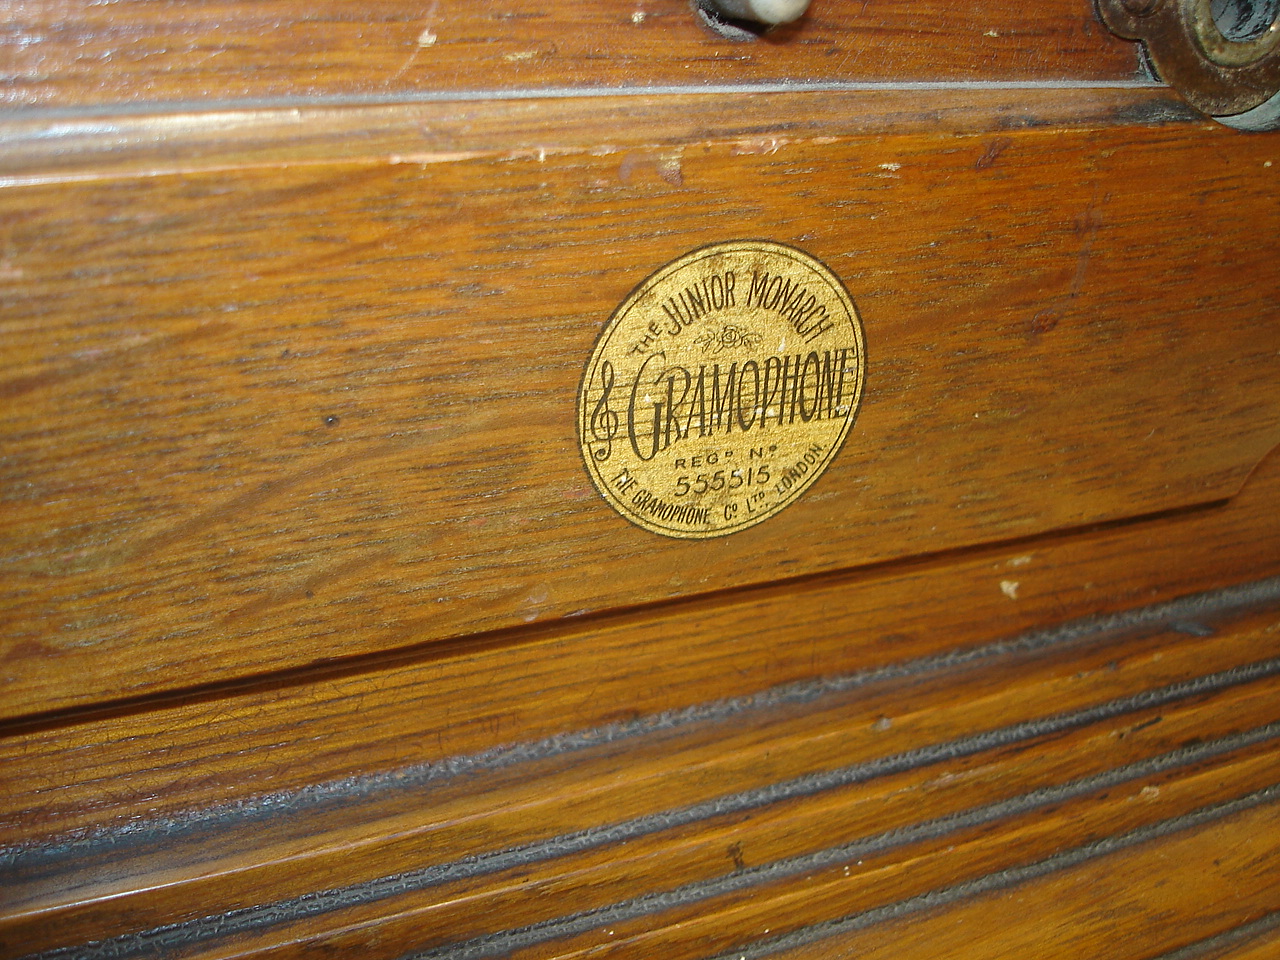 THE JUNIOR MONARCH
GRAMOPHONE
REGD No
555515
THE GRAMOPHONE Co LTD. LONDON